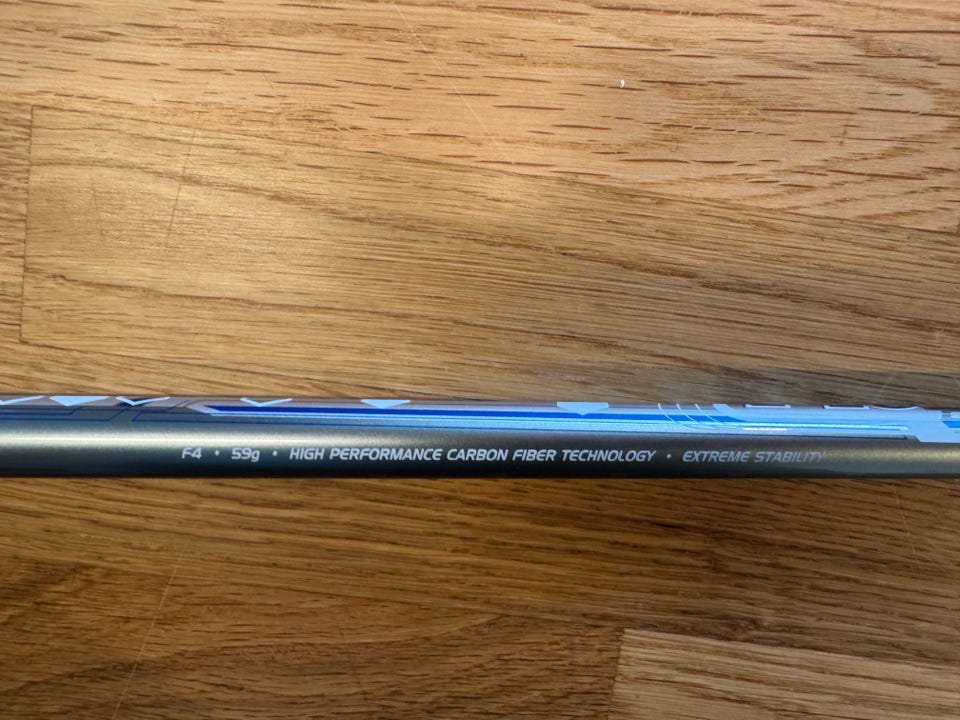 F4 • 59g • HIGH PERFORMANCE CARBON FIBER TECHNOLOGY • EXTREME STABILITY